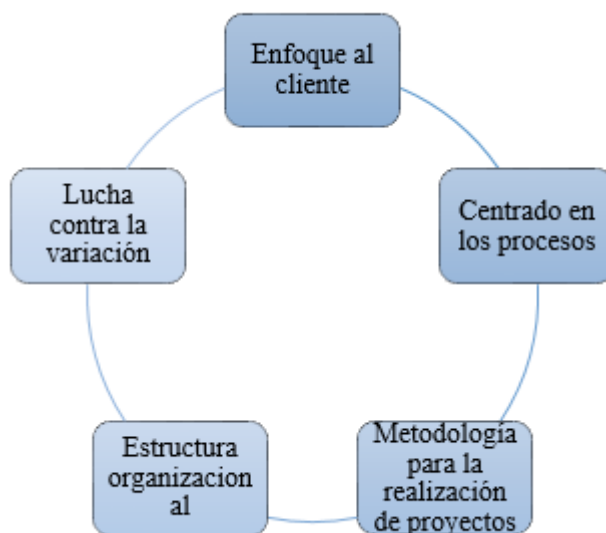 Enfoque al
cliente
Centrado en
los procesos
Metodología
para la
realización
de proyectos
Estructura
organizacion
al
Lucha
contra la
variación